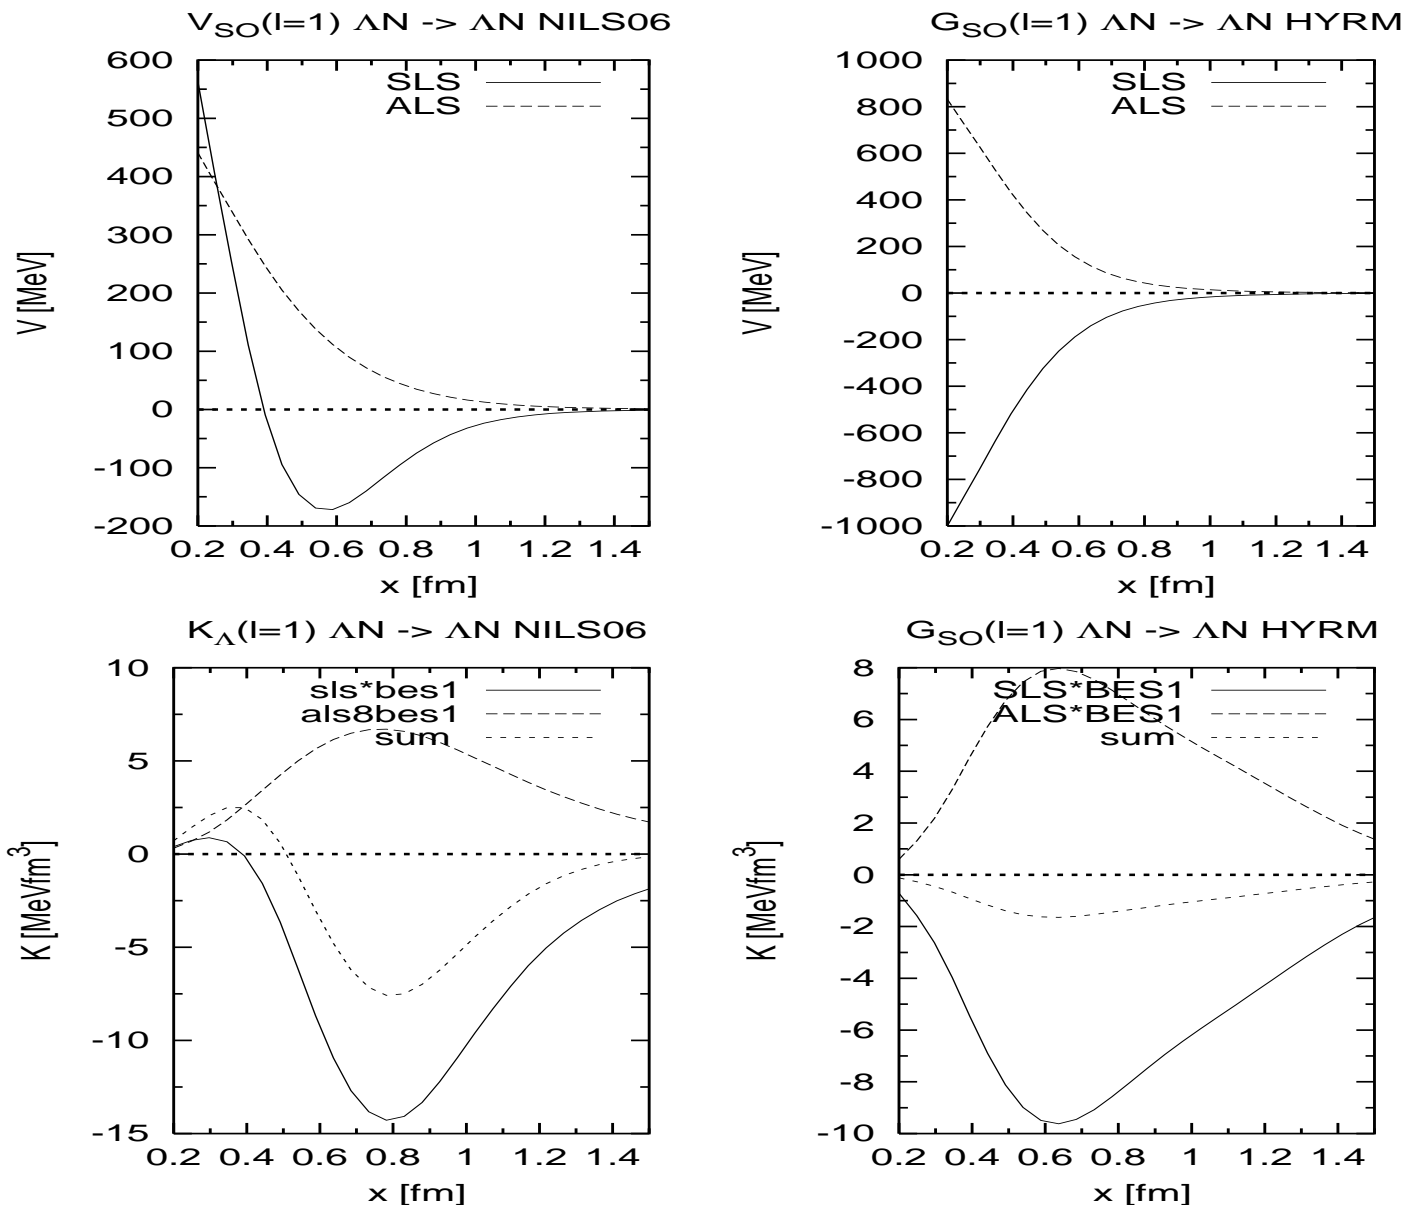 V_SO(I=1) ΛN -> ΛN NILS06
SLS
ALS
600
500
400
300
200
100
0
-100
-200
V [MeV]
0.2 0.4 0.6 0.8 1 1.2 1.4
x [fm]
G_SO(I=1) ΛN -> ΛN HYRM
SLS
ALS
1000
800
600
400
200
0
-200
-400
-600
-800
-1000
V [MeV]
0.2 0.4 0.6 0.8 1 1.2 1.4
x [fm]
K_Λ(I=1) ΛN -> ΛN NILS06
sls*bes1
als8bes1
sum
10
5
0
-5
-10
-15
K [MeVfm^3]
0.2 0.4 0.6 0.8 1 1.2 1.4
x [fm]
G_SO(I=1) ΛN -> ΛN HYRM
SLS*BES1
ALS*BES1
sum
8
6
4
2
0
-2
-4
-6
-8
-10
K [MeVfm^3]
0.2 0.4 0.6 0.8 1 1.2 1.4
x [fm]